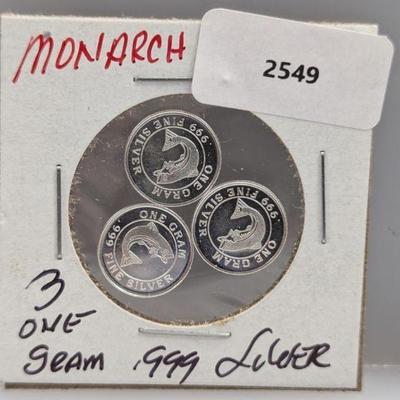 MONARCH
2549
.999 FINE SILVER
ONE GRAM
.999 FINE SILVER
ONE GRAM
ONE GRAM
.999 FINE SILVER
3
ONE
gram .999 Silver